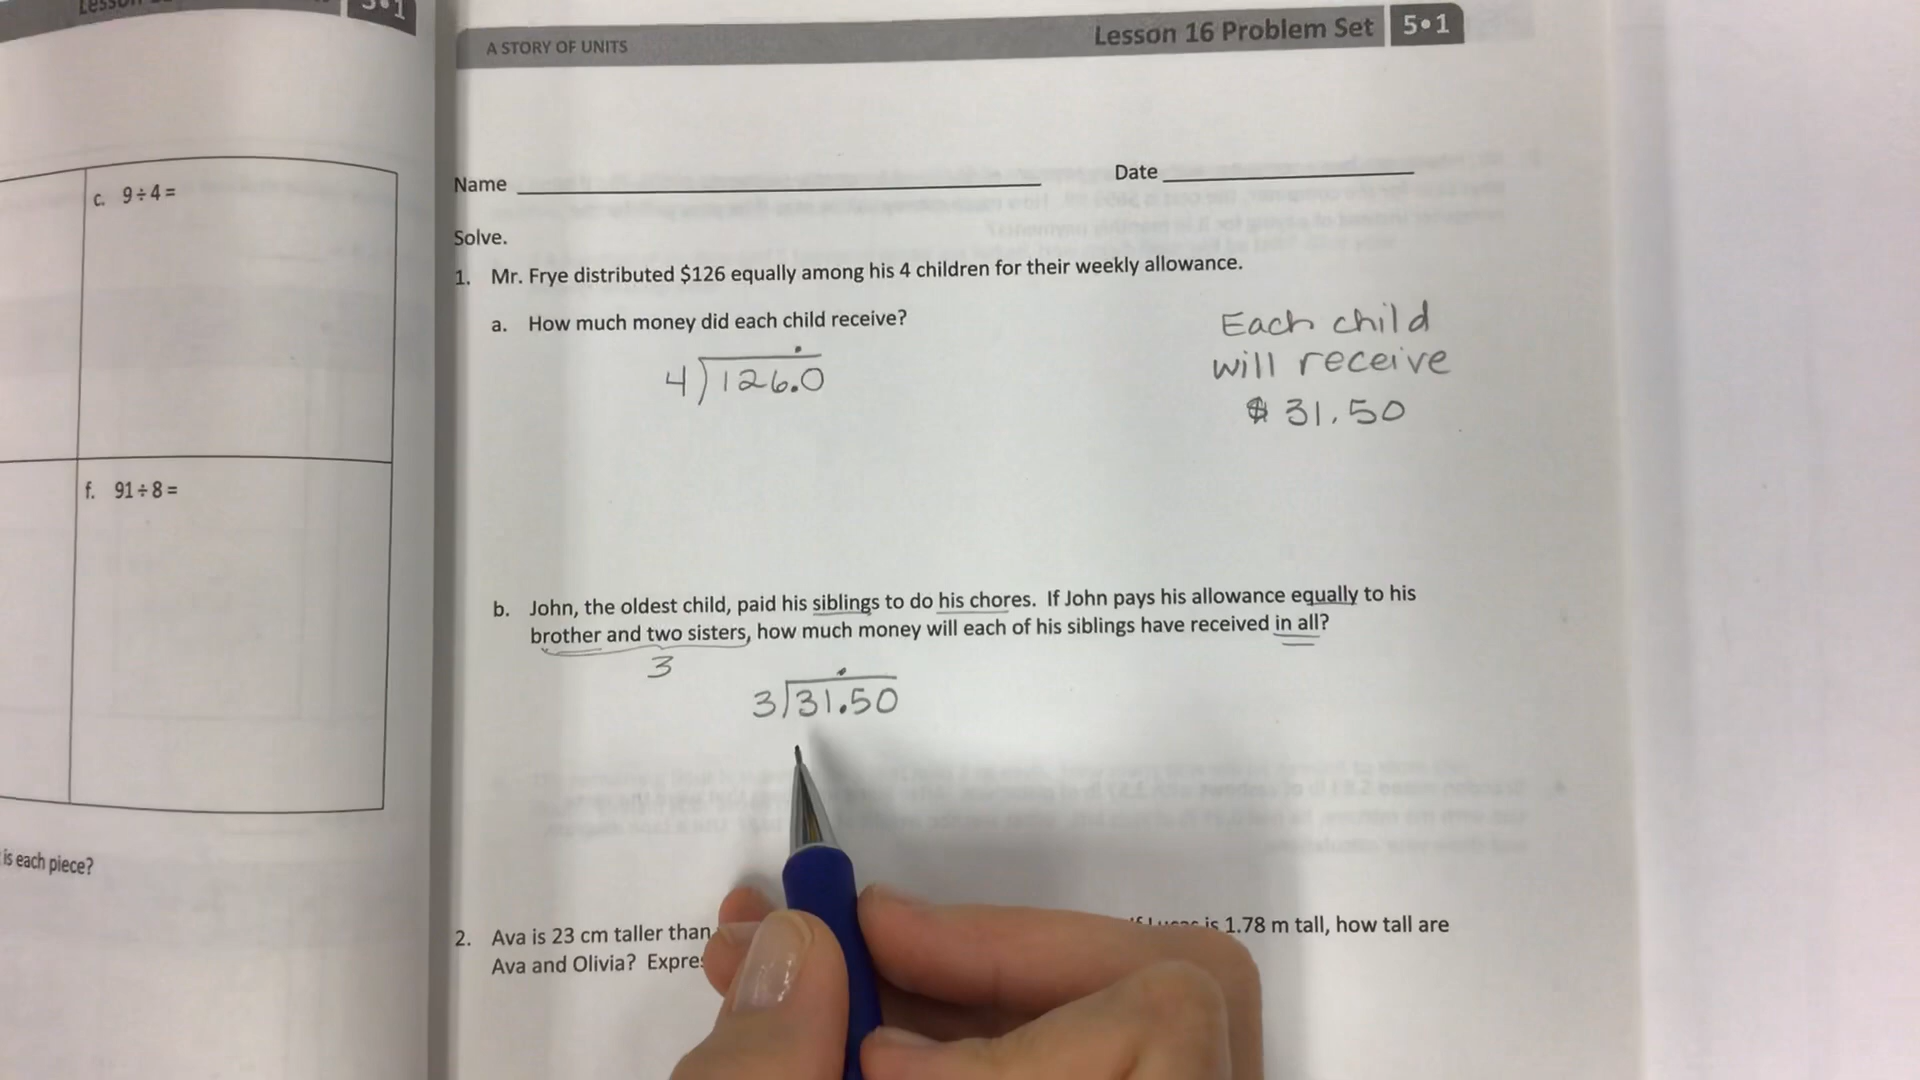 5•1
A STORY OF UNITS
Lesson 16 Problem Set 5•1
c. 9÷4=
f. 91÷8=
is each piece?
Name
Date
Solve.
1. Mr. Frye distributed $126 equally among his 4 children for their weekly allowance.
a. How much money did each child receive?
4)126.0
Each child
will receive
$ 31.50
b. John, the oldest child, paid his siblings to do his chores. If John pays his allowance equally to his
brother and two sisters, how much money will each of his siblings have received in all?
3
3)31.50
2. Ava is 23 cm taller than is 1.78 m tall, how tall are
Ava and Olivia?